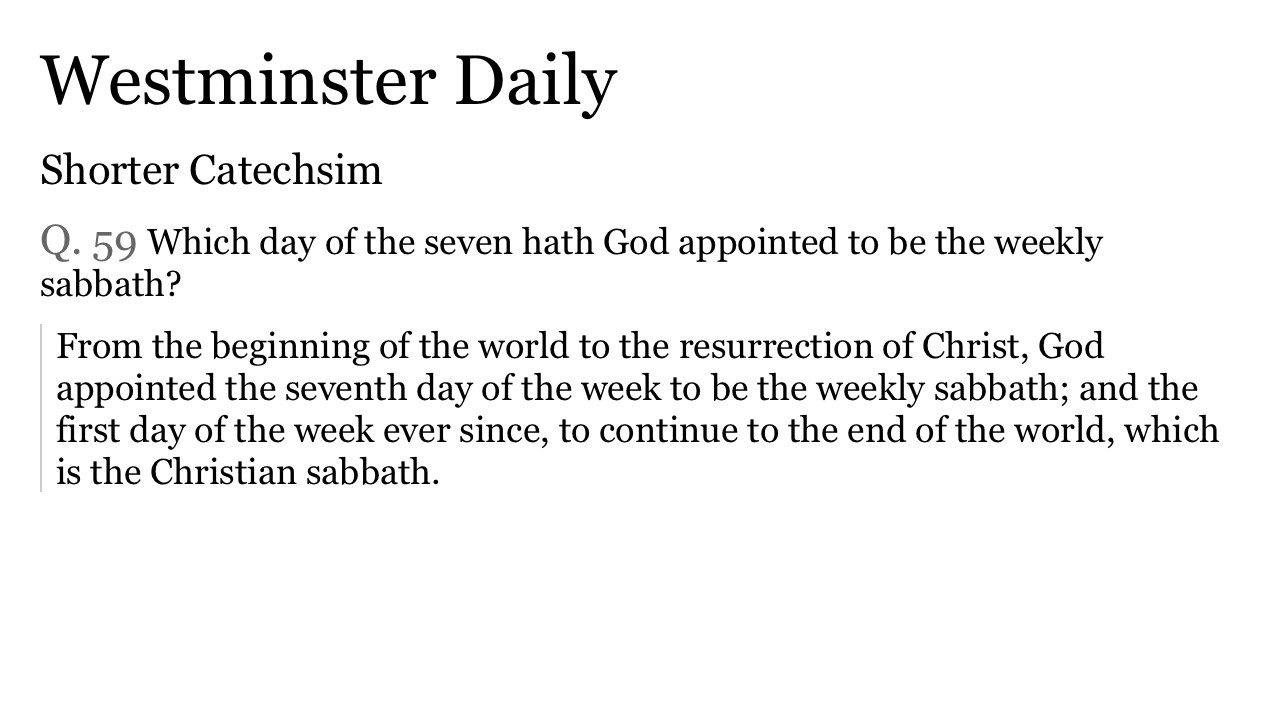 Westminster Daily
Shorter Catechsim
Q. 59 Which day of the seven hath God appointed to be the weekly
sabbath?
From the beginning of the world to the resurrection of Christ, God
appointed the seventh day of the week to be the weekly sabbath; and the
first day of the week ever since, to continue to the end of the world, which
is the Christian sabbath.